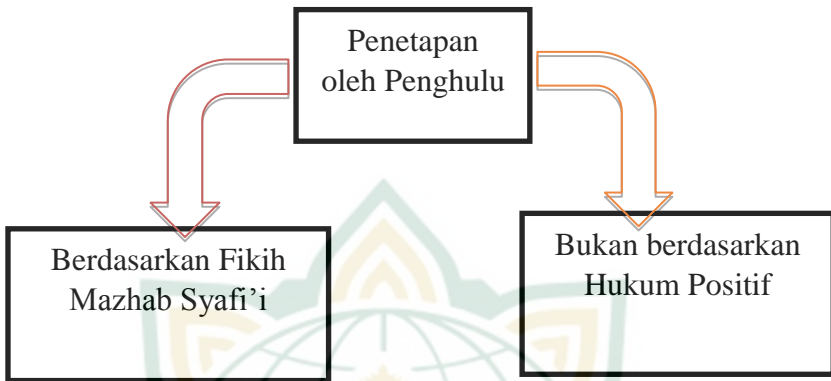 Penetapan
oleh Penghulu
Berdasarkan Fikih
Mazhab Syafi’i
Bukan berdasarkan
Hukum Positif